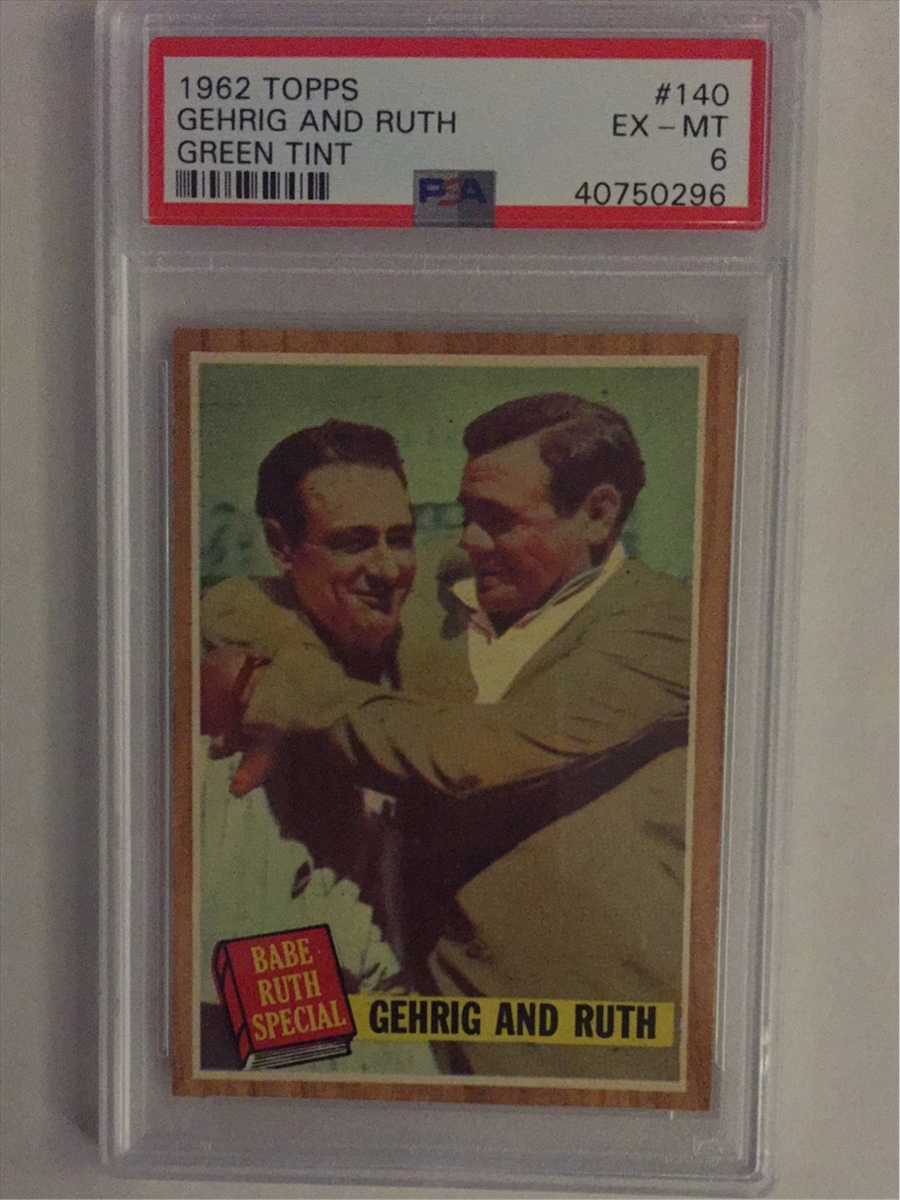 1962 TOPPS #140
GEHRIG AND RUTH EX - MT
GREEN TINT 6
PSA 40750296
BABE
RUTH
SPECIAL
GEHRIG AND RUTH